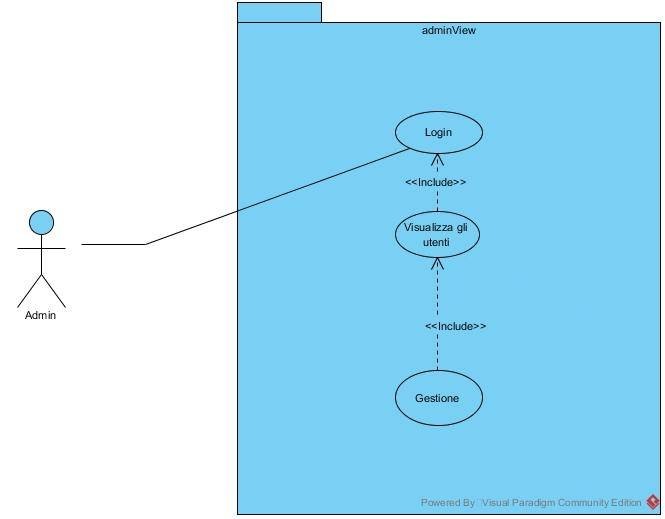 adminView
Login
<<Include>>
Visualizza gli
utenti
Admin
<<Include>>
Gestione
Powered By Visual Paradigm Community Edition